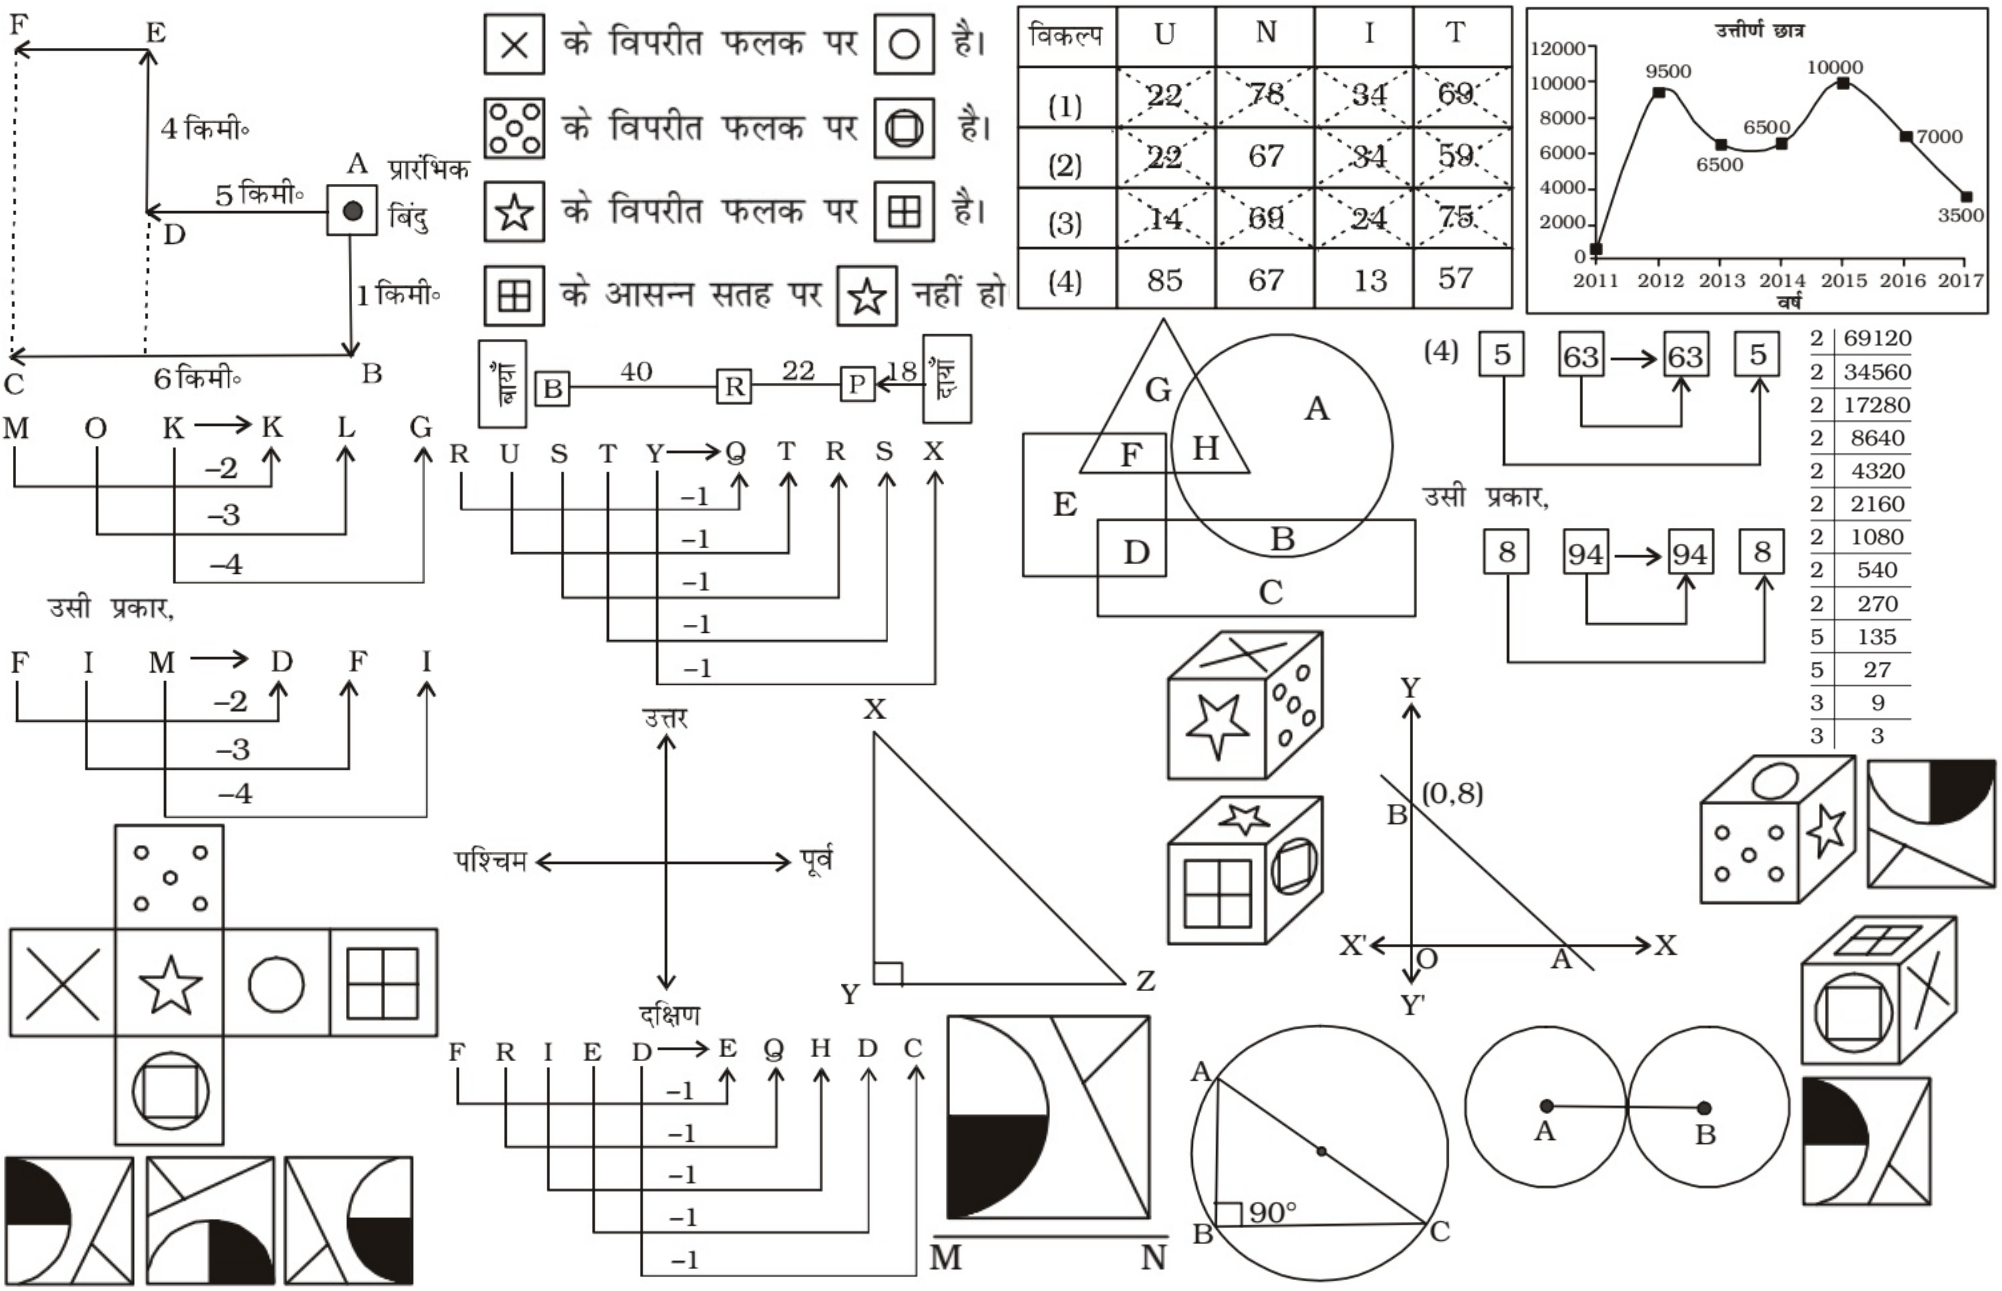 F
E
4 किमी॰
A प्रारंभिक
बिंदु
5 किमी॰
D
1 किमी॰
C
6 किमी॰
B
के विपरीत फलक पर है।
के विपरीत फलक पर है।
के विपरीत फलक पर है।
के आसन्न सतह पर नहीं हो
विकल्प U N I T
(1) 22 78 34 69
(2) 22 67 34 59
(3) 14 69 24 75
(4) 85 67 13 57
उत्तीर्ण छात्र
12000
10000
8000
6000
4000
2000
0
9500
6500
6500
10000
7000
3500
2011 2012 2013 2014 2015 2016 2017
वर्ष
बायाँ B 40 R 22 P 18 दायाँ
M O K K L G
–2
–3
–4
उसी प्रकार,
F I M D F I
–2
–3
–4
R U S T Y Q T R S X
–1
–1
–1
–1
–1
G
A
F
H
E
D
B
C
(4) 5 63 63 5
उसी प्रकार,
8 94 94 8
2 69120
2 34560
2 17280
2 8640
2 4320
2 2160
2 1080
2 540
2 270
5 135
5 27
3 9
3 3
उत्तर
पश्चिम पूर्व
दक्षिण
X
Y
Z
Y
(0,8)
B
X' O A X
Y'
F R I E D E Q H D C
–1
–1
–1
–1
–1
M N
A
B
90°
C
A
B